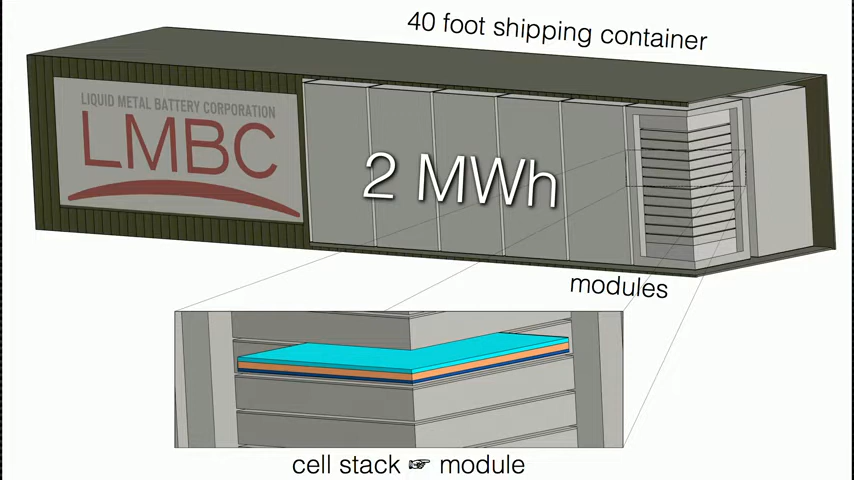 40 foot shipping container
LIQUID METAL BATTERY CORPORATION
LMBC
2 MWh
modules
cell stack ☞ module